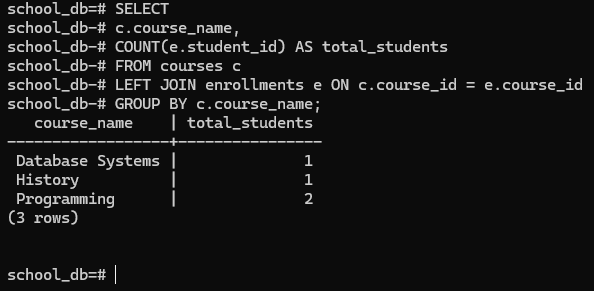 school_db=# SELECT
school_db-# c.course_name,
school_db-# COUNT(e.student_id) AS total_students
school_db-# FROM courses c
school_db-# LEFT JOIN enrollments e ON c.course_id = e.course_id
school_db-# GROUP BY c.course_name;
   course_name    | total_students
------------------+----------------
 Database Systems |              1
 History          |              1
 Programming      |              2
(3 rows)

school_db=#